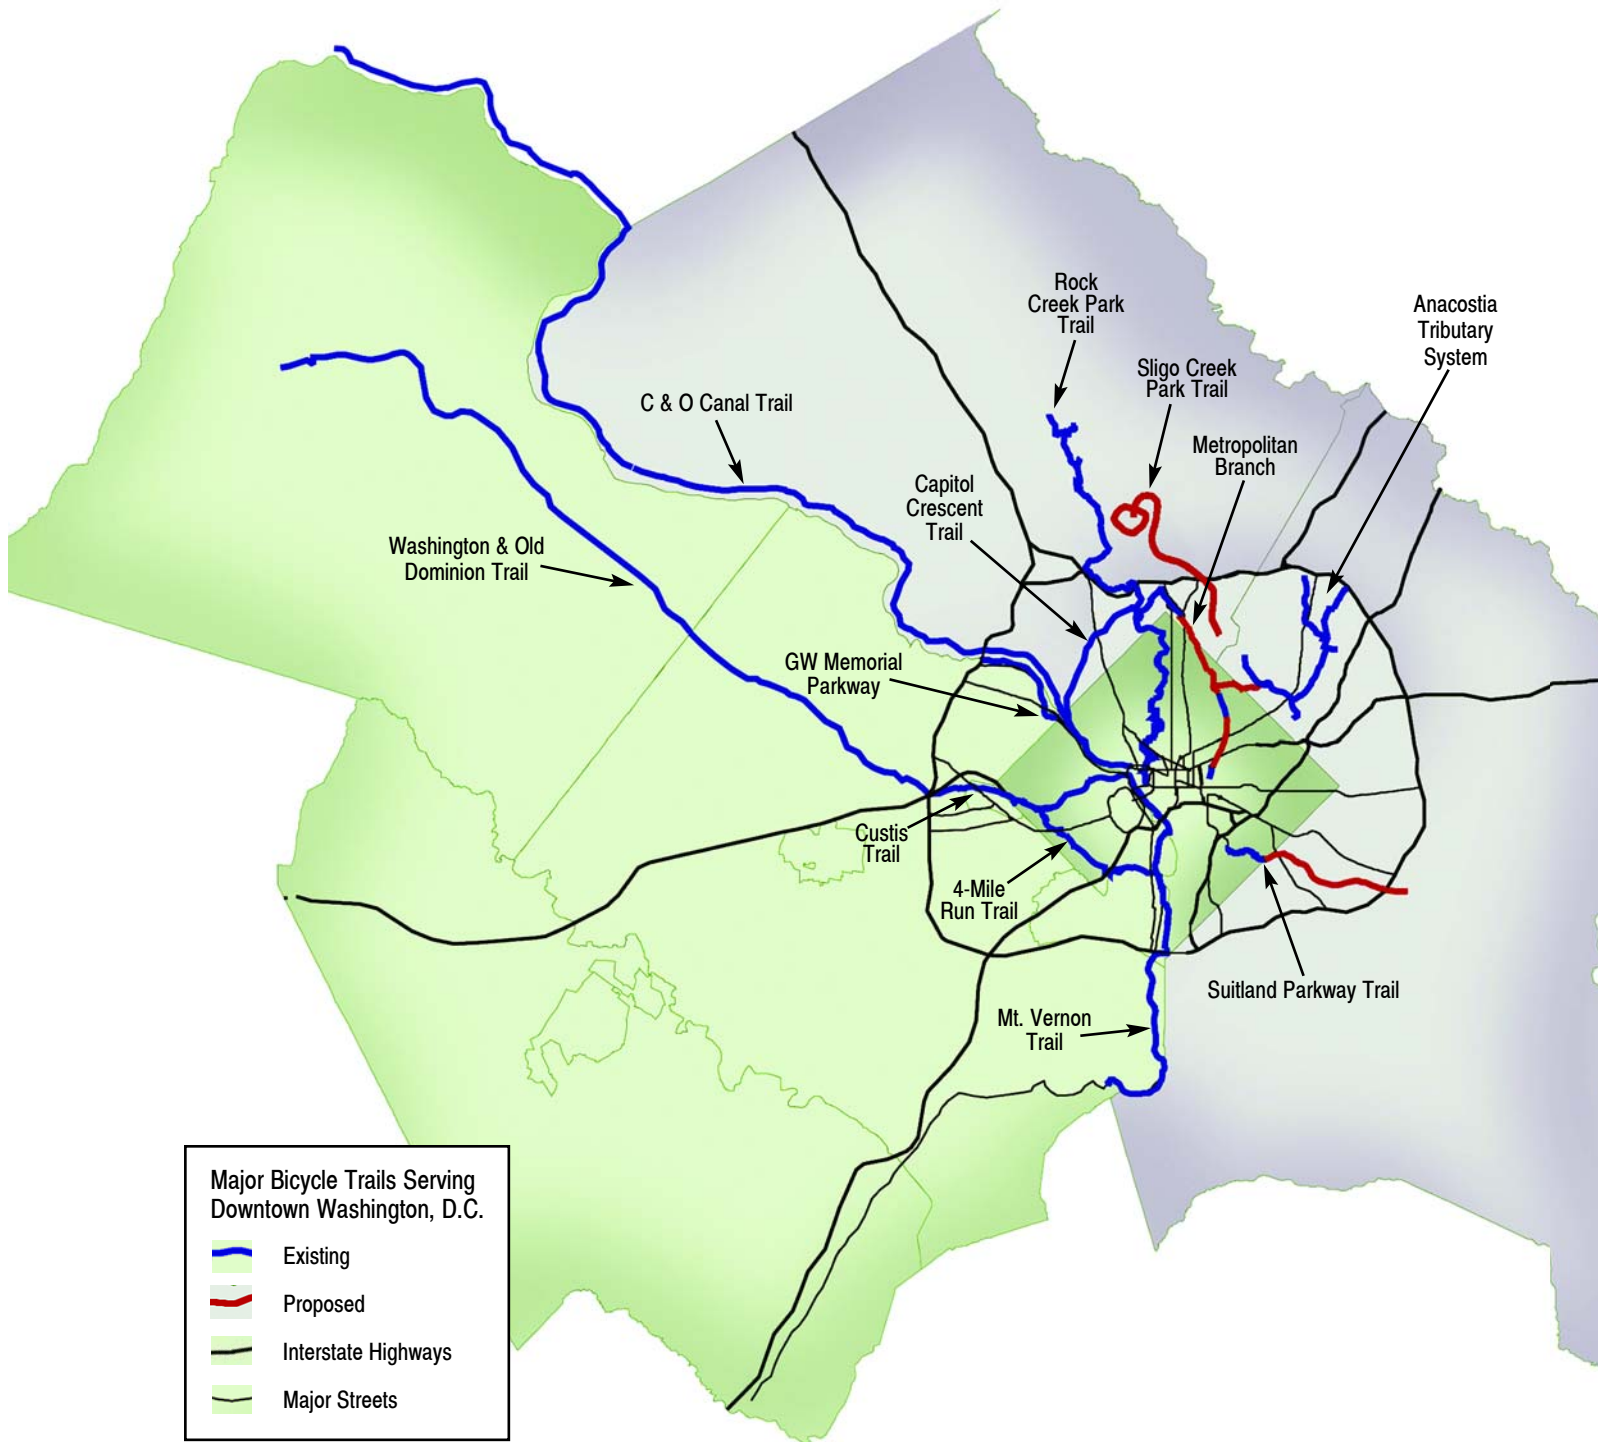 Rock
Creek Park
Trail
Anacostia
Tributary
System
Sligo Creek
Park Trail
C & O Canal Trail
Metropolitan
Branch
Capitol
Crescent
Trail
Washington & Old
Dominion Trail
GW Memorial
Parkway
Custis
Trail
4-Mile
Run Trail
Suitland Parkway Trail
Mt. Vernon
Trail
Major Bicycle Trails Serving
Downtown Washington, D.C.
Existing
Proposed
Interstate Highways
Major Streets